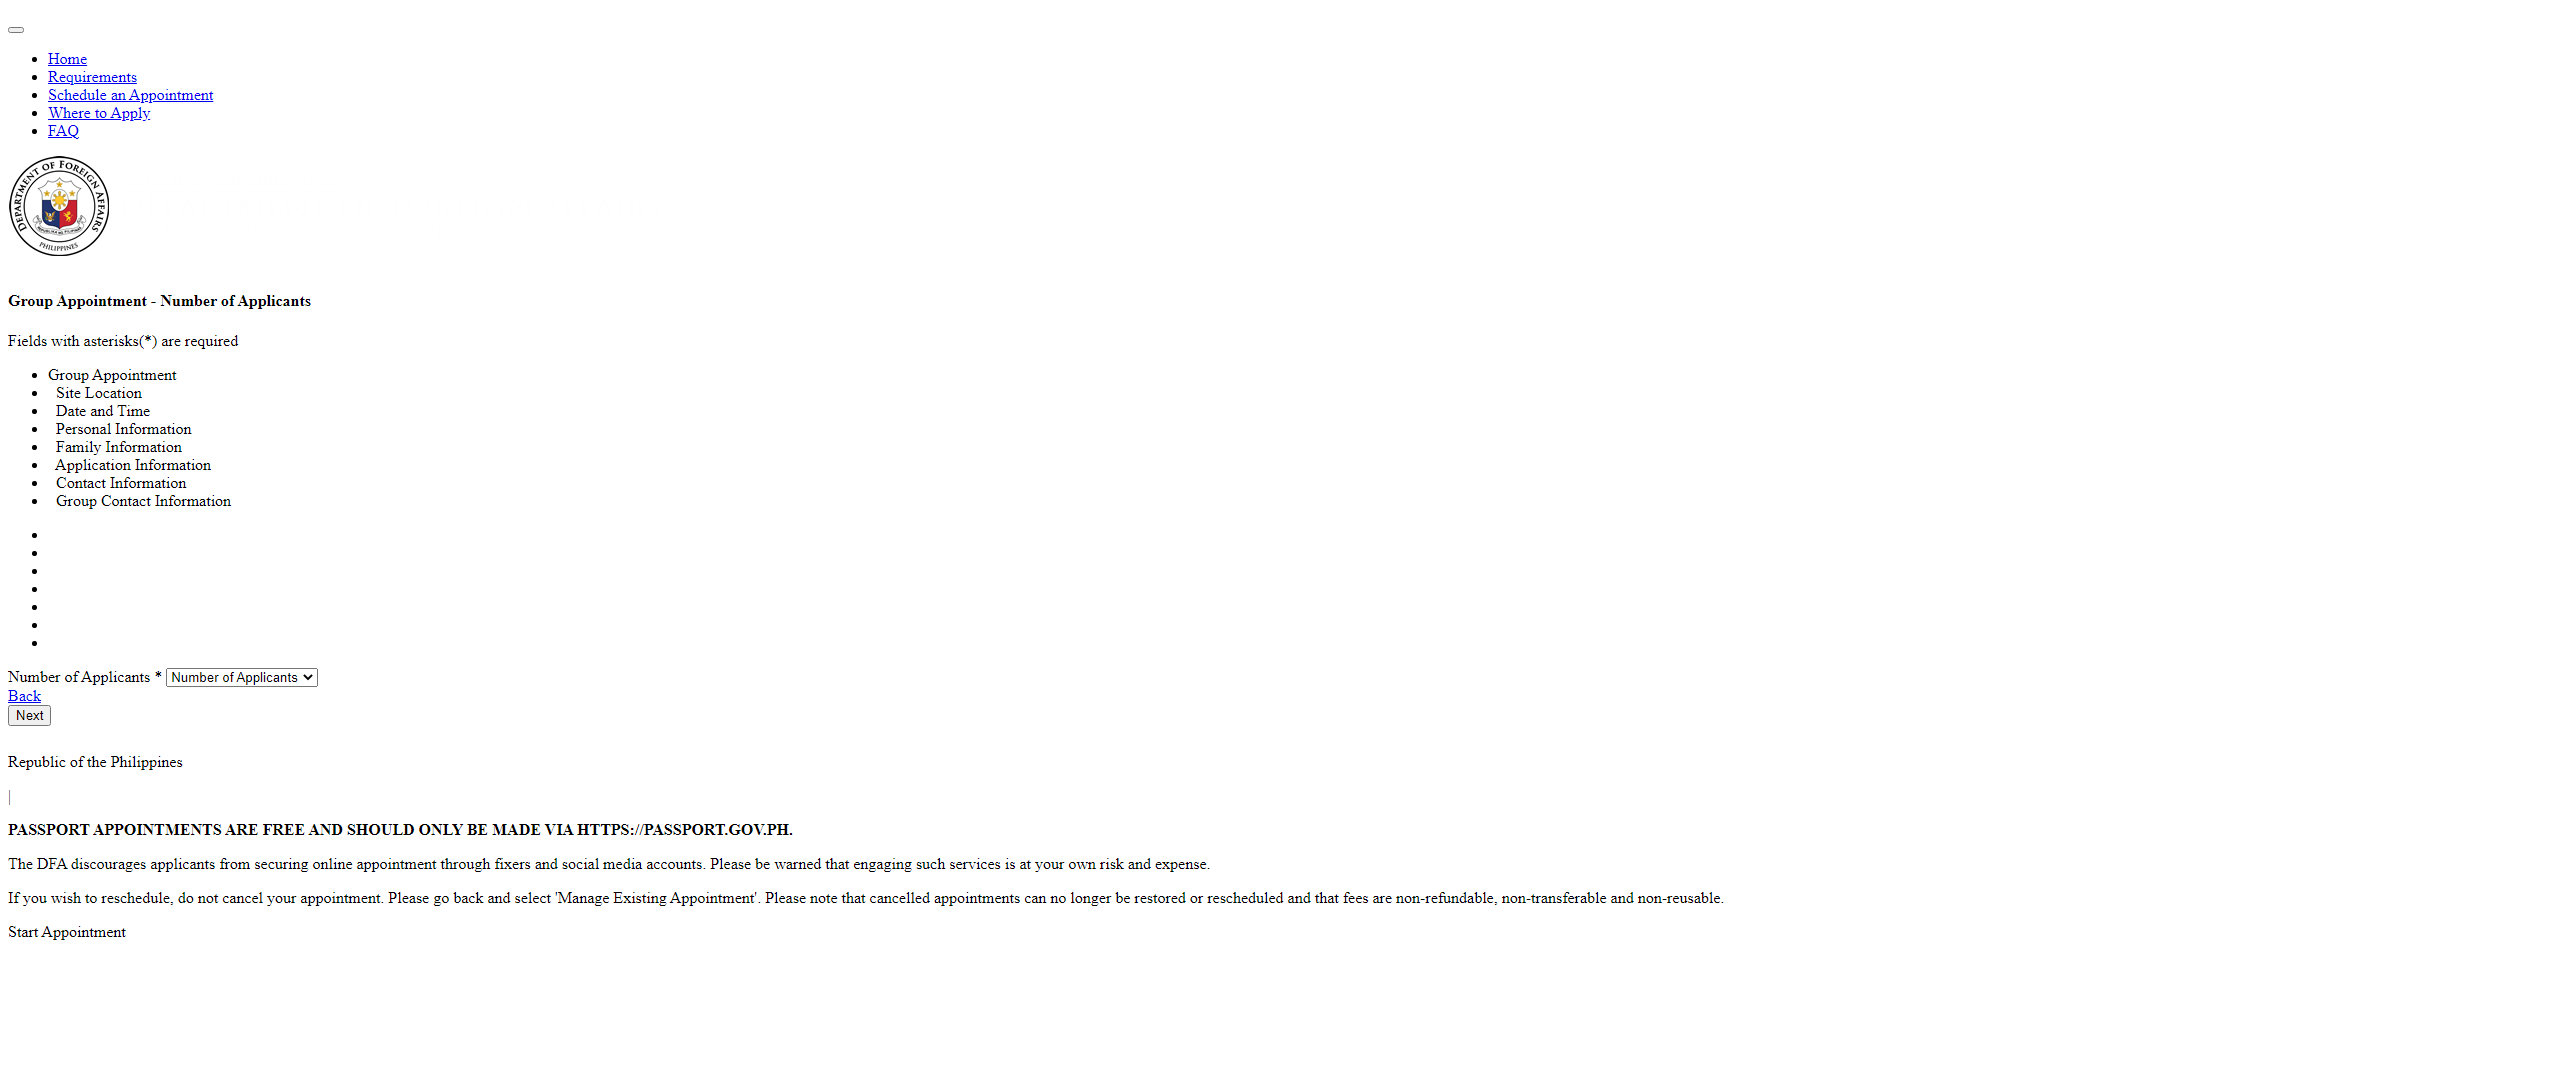 Home
Requirements
Schedule an Appointment
Where to Apply
FAQ
DEPARTMENT OF FOREIGN AFFAIRS
PHILIPPINES
Group Appointment - Number of Applicants
Fields with asterisks(*) are required
Group Appointment
Site Location
Date and Time
Personal Information
Family Information
Application Information
Contact Information
Group Contact Information
Number of Applicants * Number of Applicants
Back
Next
Republic of the Philippines
|
PASSPORT APPOINTMENTS ARE FREE AND SHOULD ONLY BE MADE VIA HTTPS://PASSPORT.GOV.PH.
The DFA discourages applicants from securing online appointment through fixers and social media accounts. Please be warned that engaging such services is at your own risk and expense.
If you wish to reschedule, do not cancel your appointment. Please go back and select 'Manage Existing Appointment'. Please note that cancelled appointments can no longer be restored or rescheduled and that fees are non-refundable, non-transferable and non-reusable.
Start Appointment